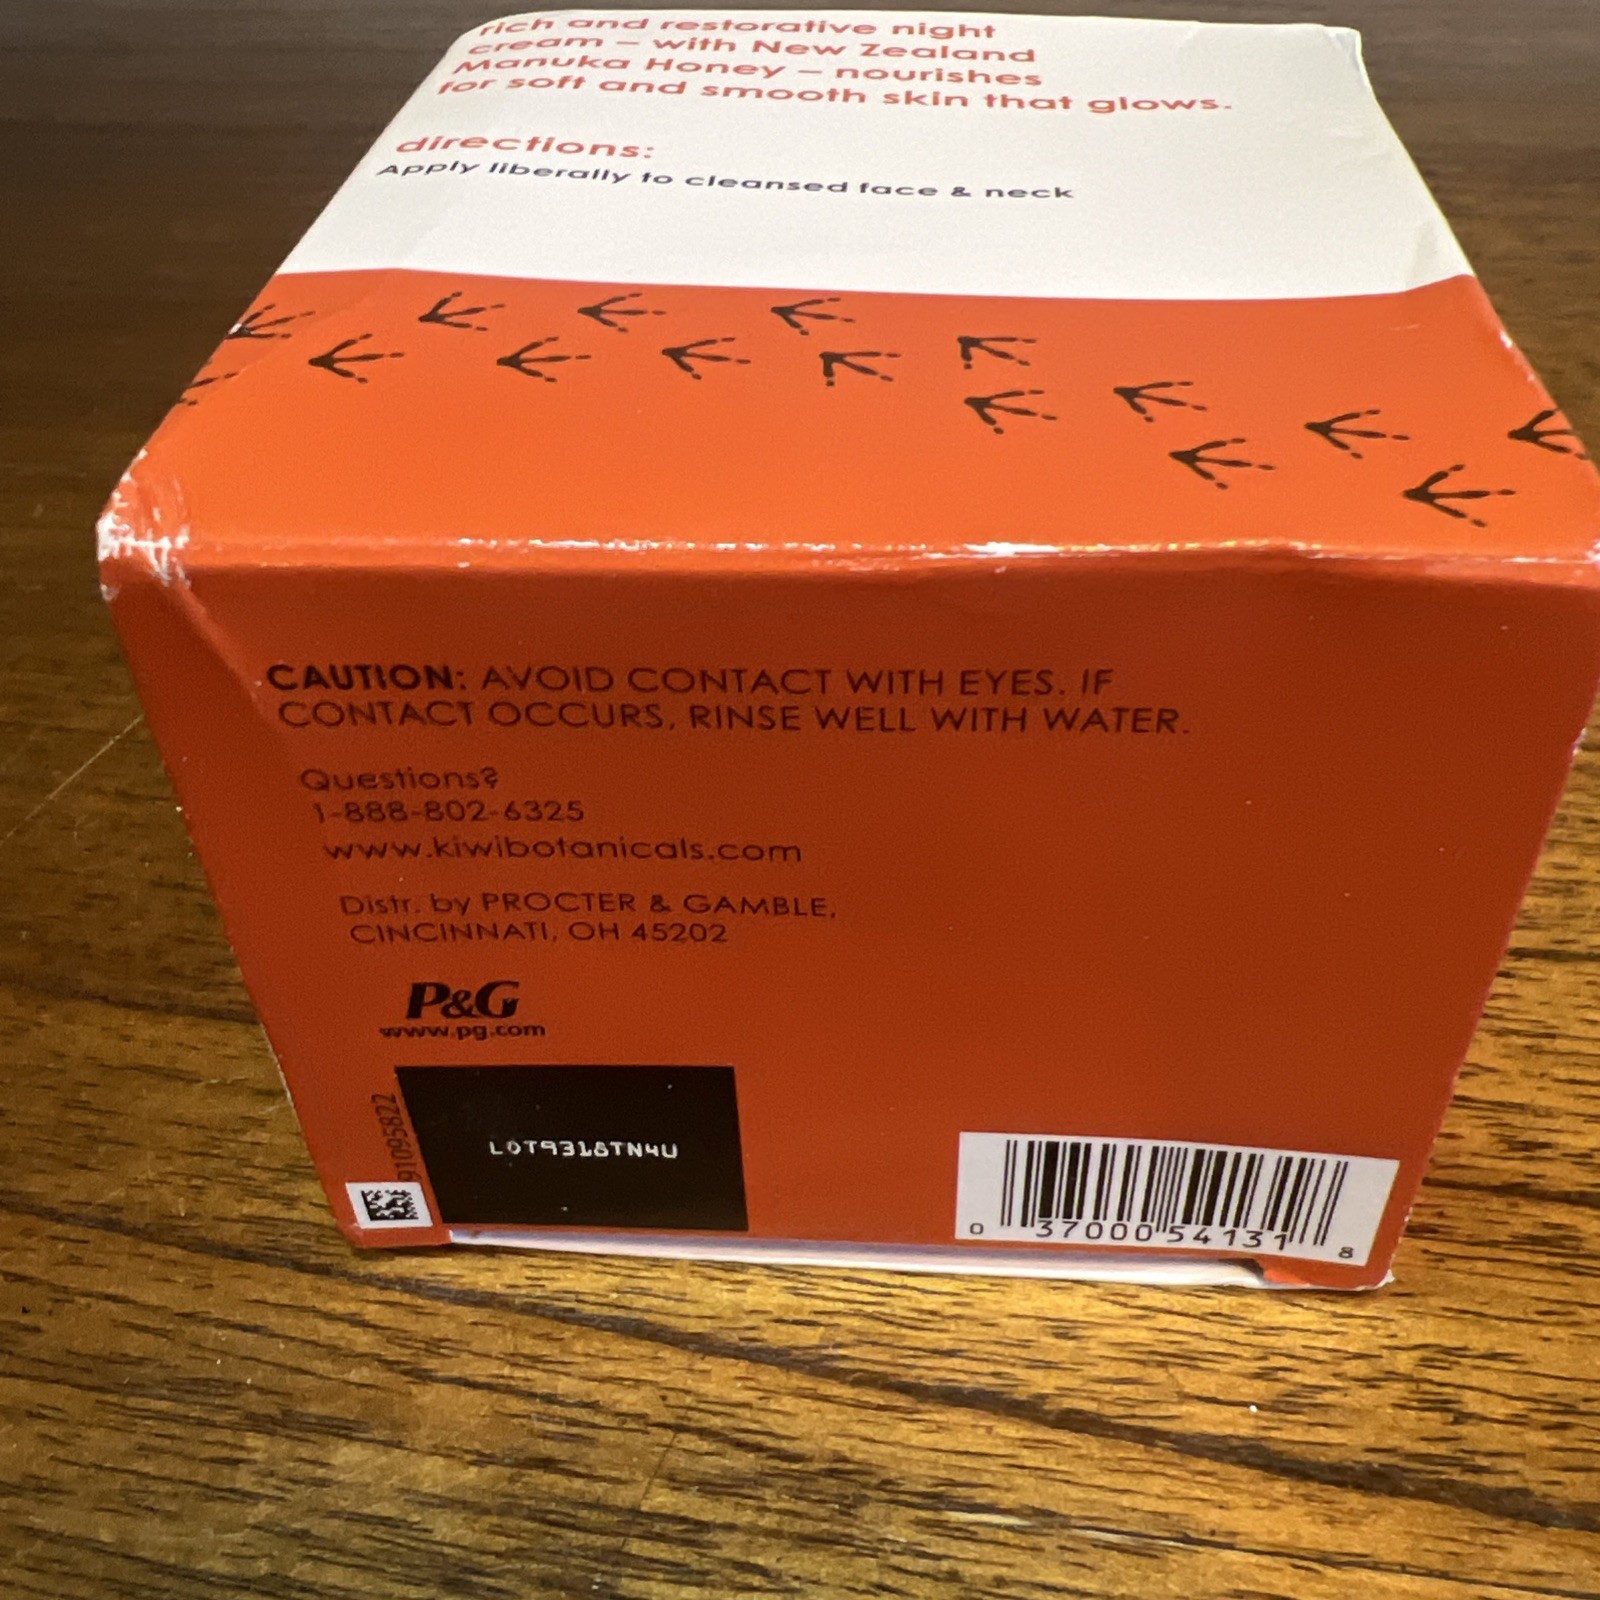 rich and restorative night
cream – with New Zealand
Manuka Honey – nourishes
for soft and smooth skin that glows.
directions:
Apply liberally to cleansed face & neck
CAUTION: AVOID CONTACT WITH EYES. IF
CONTACT OCCURS, RINSE WELL WITH WATER.
Questions?
1-888-802-6325
www.kiwibotanicals.com
Distr. by PROCTER & GAMBLE,
CINCINNATI, OH 45202
P&G
www.pg.com
91095822
LOT9318TN4U
0 37000 54131 8